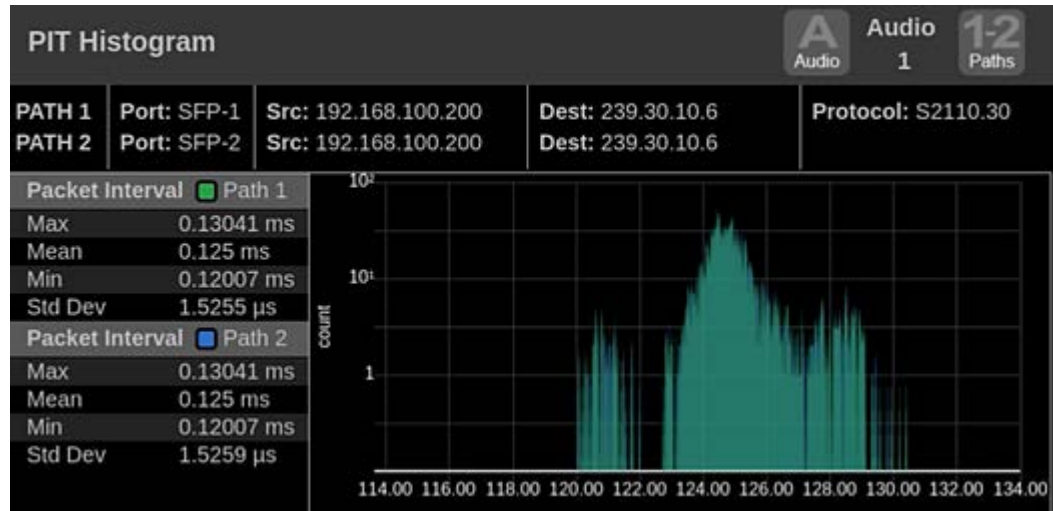 PIT Histogram
A Audio
Audio 1
1-2 Paths
PATH 1 Port: SFP-1 Src: 192.168.100.200 Dest: 239.30.10.6 Protocol: S2110.30
PATH 2 Port: SFP-2 Src: 192.168.100.200 Dest: 239.30.10.6
Packet Interval Path 1
Max 0.13041 ms
Mean 0.125 ms
Min 0.12007 ms
Std Dev 1.5255 µs
Packet Interval Path 2
Max 0.13041 ms
Mean 0.125 ms
Min 0.12007 ms
Std Dev 1.5259 µs
10²
10¹
1
count
114.00 116.00 118.00 120.00 122.00 124.00 126.00 128.00 130.00 132.00 134.00